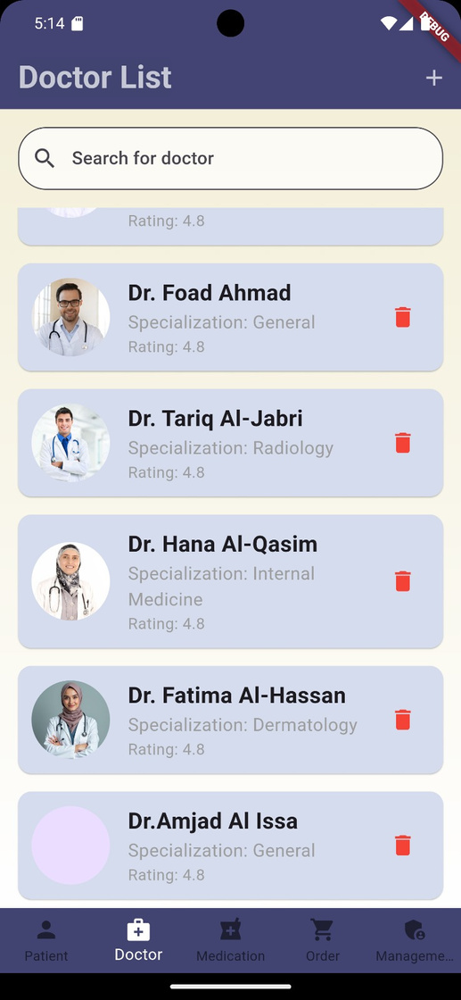 5:14
DEBUG
Doctor List
Search for doctor
Rating: 4.8
Dr. Foad Ahmad
Specialization: General
Rating: 4.8
Dr. Tariq Al-Jabri
Specialization: Radiology
Rating: 4.8
Dr. Hana Al-Qasim
Specialization: Internal
Medicine
Rating: 4.8
Dr. Fatima Al-Hassan
Specialization: Dermatology
Rating: 4.8
Dr.Amjad Al Issa
Specialization: General
Rating: 4.8
Patient Doctor Medication Order Manageme...